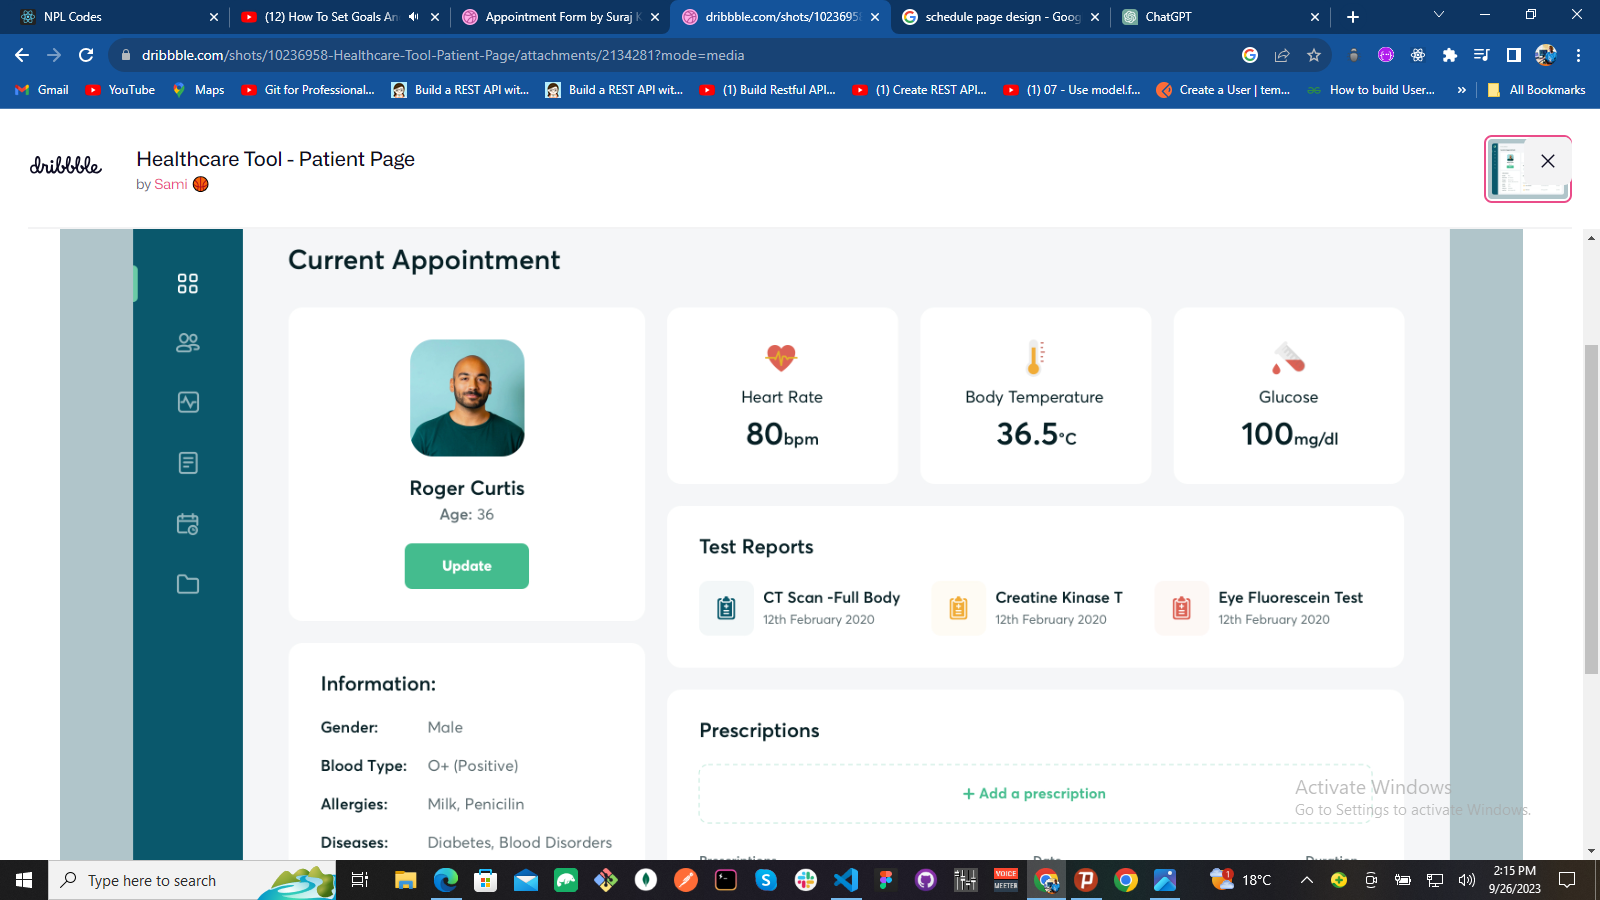 NPL Codes
(12) How To Set Goals An
Appointment Form by Suraj K
dribbble.com/shots/10236958
schedule page design - Goog
ChatGPT
dribbble.com/shots/10236958-Healthcare-Tool-Patient-Page/attachments/2134281?mode=media
Gmail
YouTube
Maps
Git for Professional...
Build a REST API wit...
Build a REST API wit...
(1) Build Restful API...
(1) Create REST API...
(1) 07 - Use model.f...
Create a User | tem...
How to build User...
»
All Bookmarks
dribbble
Healthcare Tool - Patient Page
by Sami
Current Appointment
Roger Curtis
Age: 36
Update
Heart Rate
80bpm
Body Temperature
36.5°C
Glucose
100mg/dl
Test Reports
CT Scan -Full Body
12th February 2020
Creatine Kinase T
12th February 2020
Eye Fluorescein Test
12th February 2020
Information:
Gender: Male
Blood Type: O+ (Positive)
Allergies: Milk, Penicilin
Diseases: Diabetes, Blood Disorders
Prescriptions
+ Add a prescription
Prescriptions Date Duration
Activate Windows
Go to Settings to activate Windows.
Type here to search
VOICE
MEETER
1
18°C
2:15 PM
9/26/2023